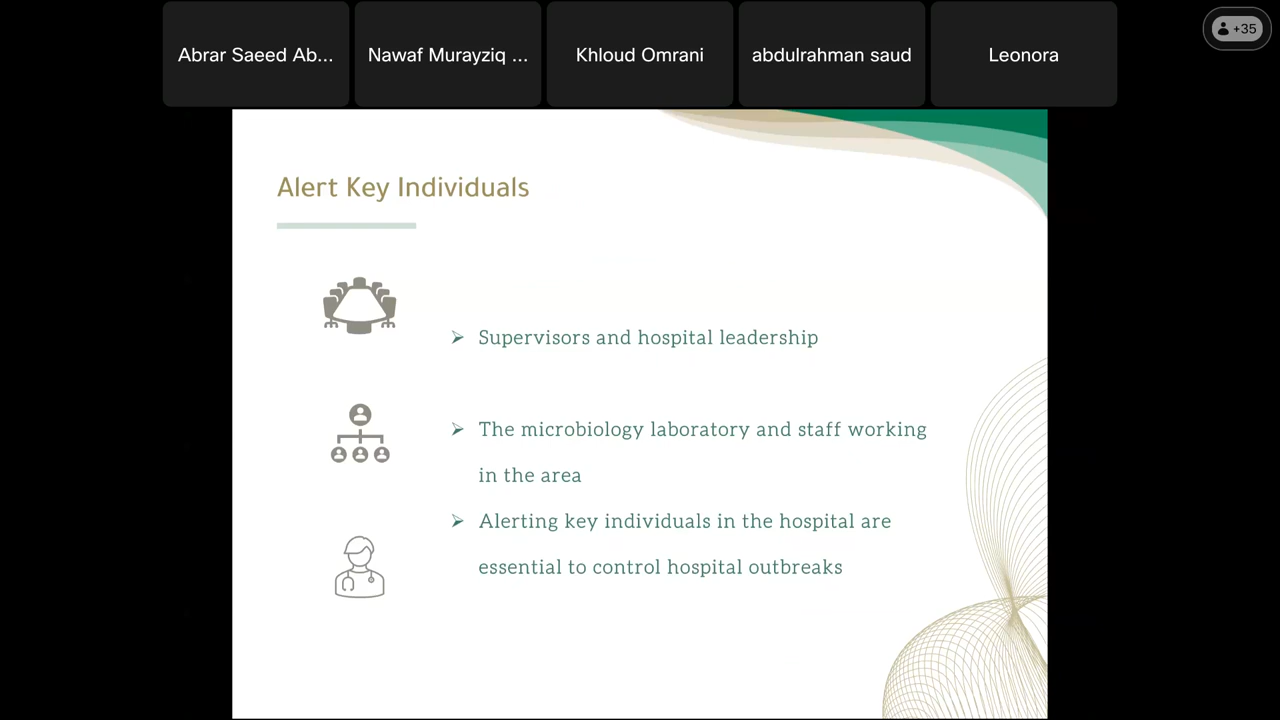 Abrar Saeed Ab...
Nawaf Murayziq ...
Khloud Omrani
abdulrahman saud
Leonora
+35
Alert Key Individuals
➢ Supervisors and hospital leadership
➢ The microbiology laboratory and staff working
in the area
➢ Alerting key individuals in the hospital are
essential to control hospital outbreaks